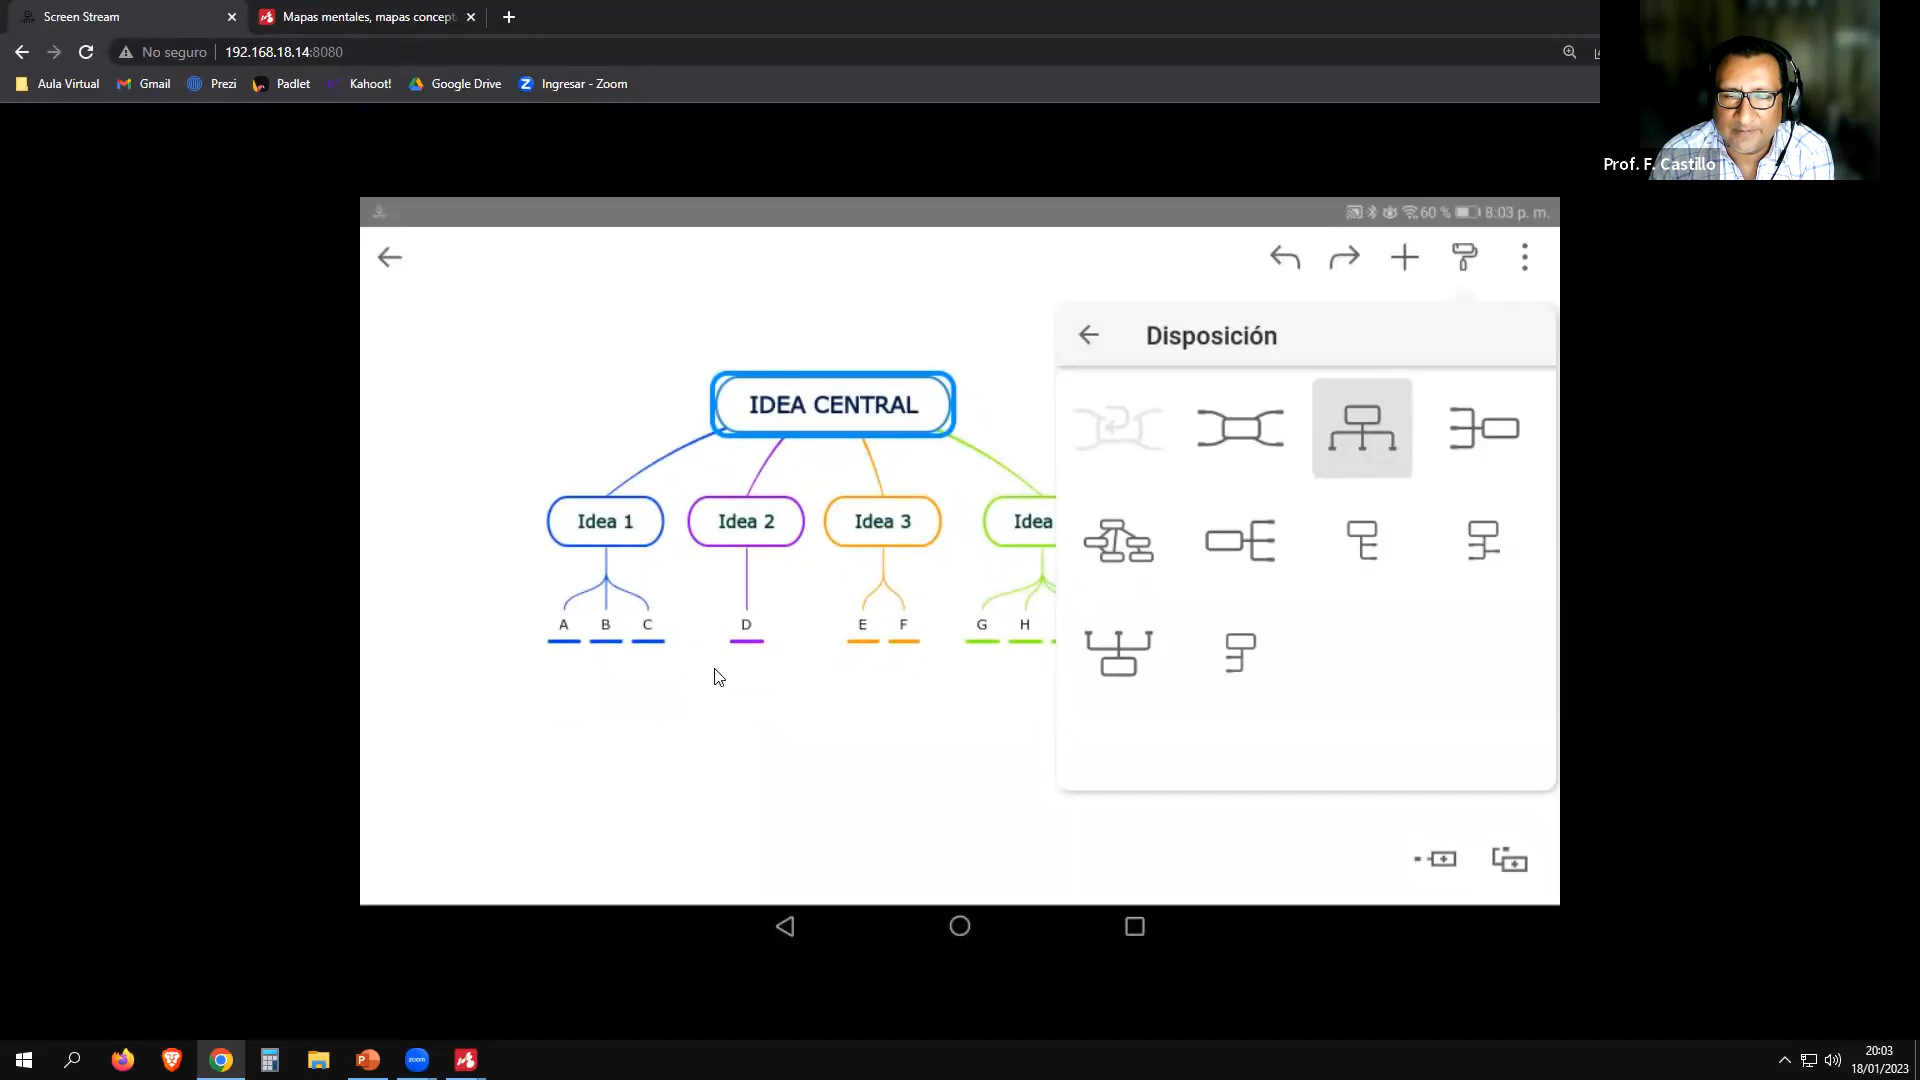 Screen Stream
Mapas mentales, mapas concept
No seguro
192.168.18.14:8080
Aula Virtual
Gmail
Prezi
Padlet
Kahoot!
Google Drive
Ingresar - Zoom
Prof. F. Castillo
60 %
8:03 p. m.
Disposición
IDEA CENTRAL
Idea 1
Idea 2
Idea 3
Idea
A
B
C
D
E
F
G
H
zoom
20:03
18/01/2023